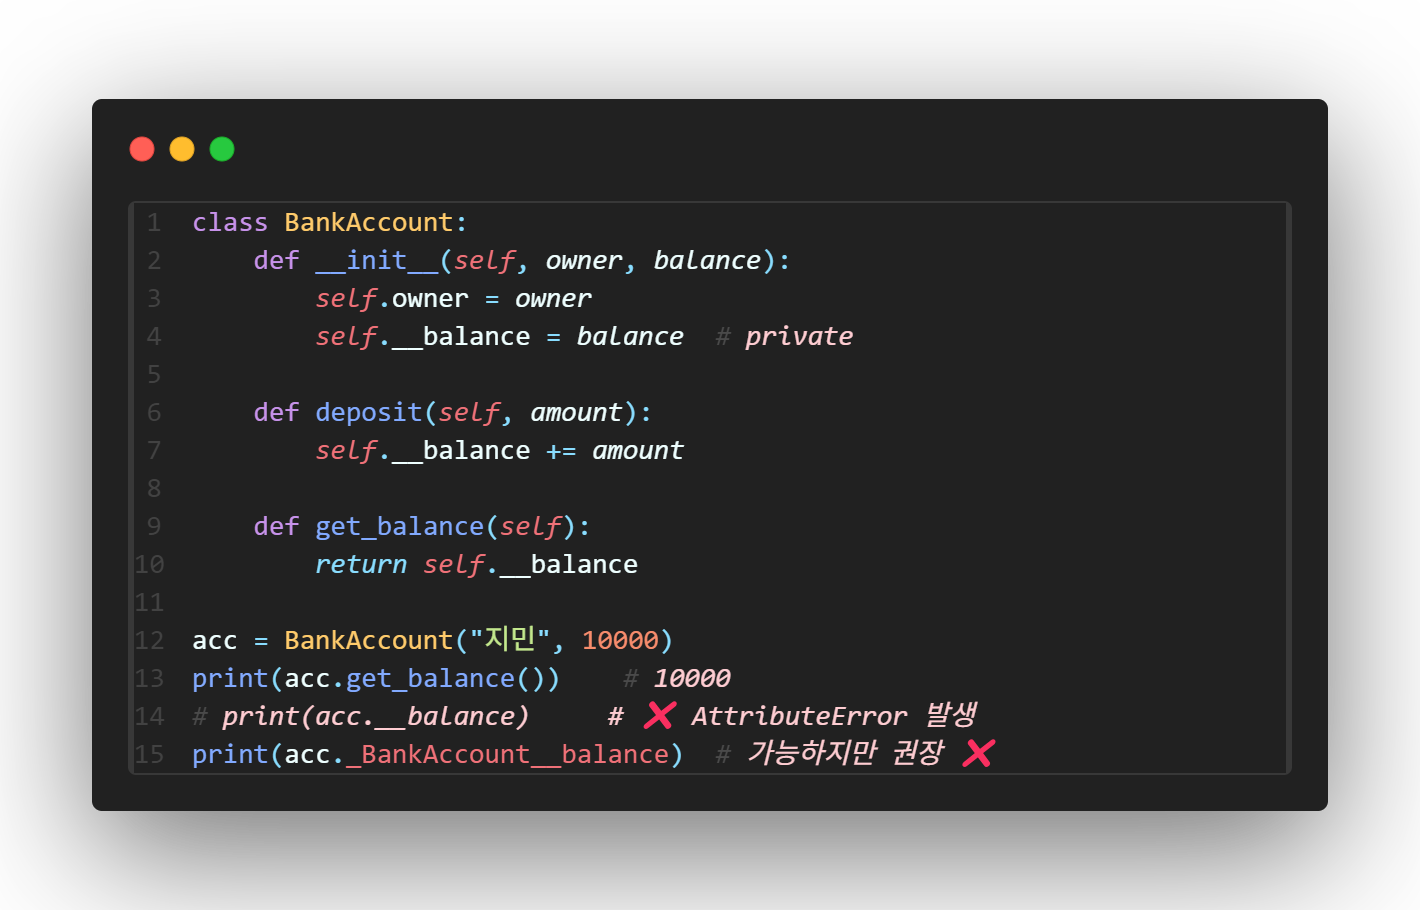 1 class BankAccount:
2     def __init__(self, owner, balance):
3         self.owner = owner
4         self.__balance = balance  # private
5
6     def deposit(self, amount):
7         self.__balance += amount
8
9     def get_balance(self):
10         return self.__balance
11
12 acc = BankAccount("지민", 10000)
13 print(acc.get_balance())    # 10000
14 # print(acc.__balance)     # ❌ AttributeError 발생
15 print(acc._BankAccount__balance)  # 가능하지만 권장 ❌